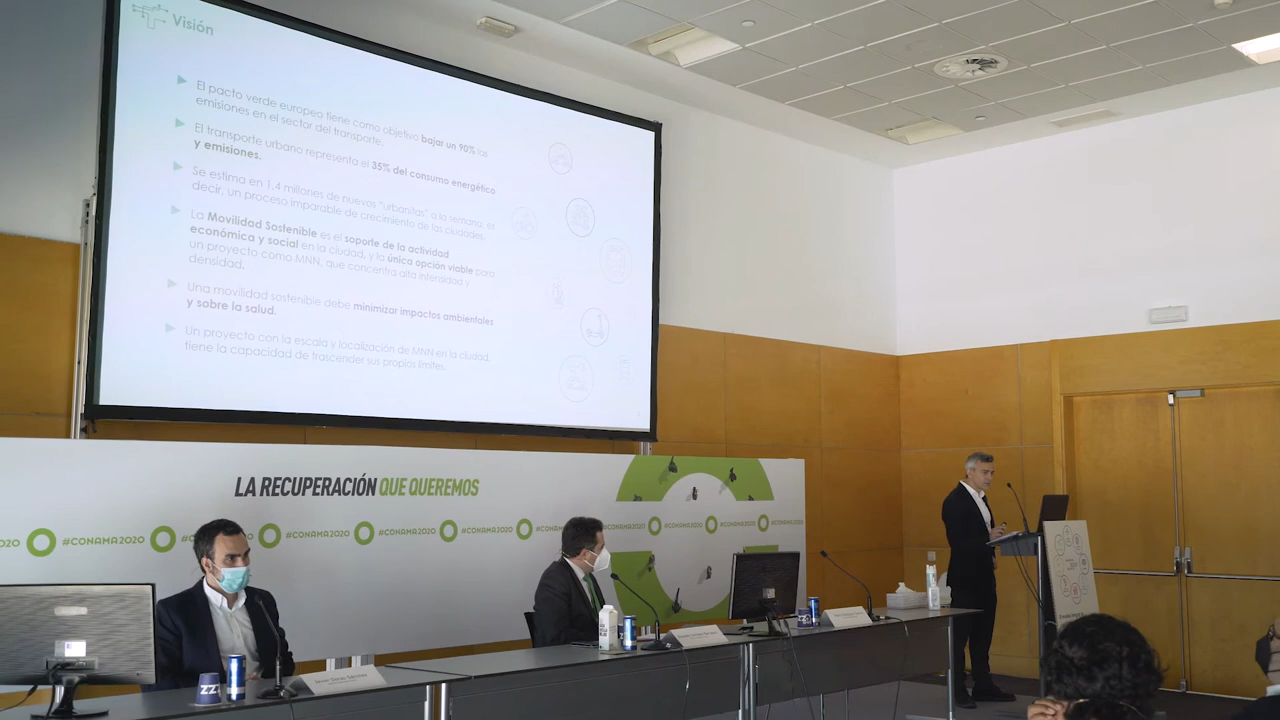 Visión
El pacto verde europeo tiene como objetivo bajar un 90% las
emisiones en el sector del transporte.
El transporte urbano representa el 35% del consumo energético
y emisiones.
Se estima en 1.4 millones de nuevos "urbanitas" a la semana, es
decir, un proceso imparable de crecimiento de las ciudades.
La Movilidad Sostenible es el soporte de la actividad
económica y social en la ciudad, y la única opción viable para
un proyecto como MNN, que concentra alta intensidad y
densidad.
Una movilidad sostenible debe minimizar impactos ambientales
y sobre la salud.
Un proyecto con la escala y localización de MNN en la ciudad,
tiene la capacidad de trascender sus propios límites.
LA RECUPERACIÓN QUE QUEREMOS
2020 #CONAMA2020 #CONAMA2020 #CONAMA2020 #CONAMA2020 #CONAMA2020